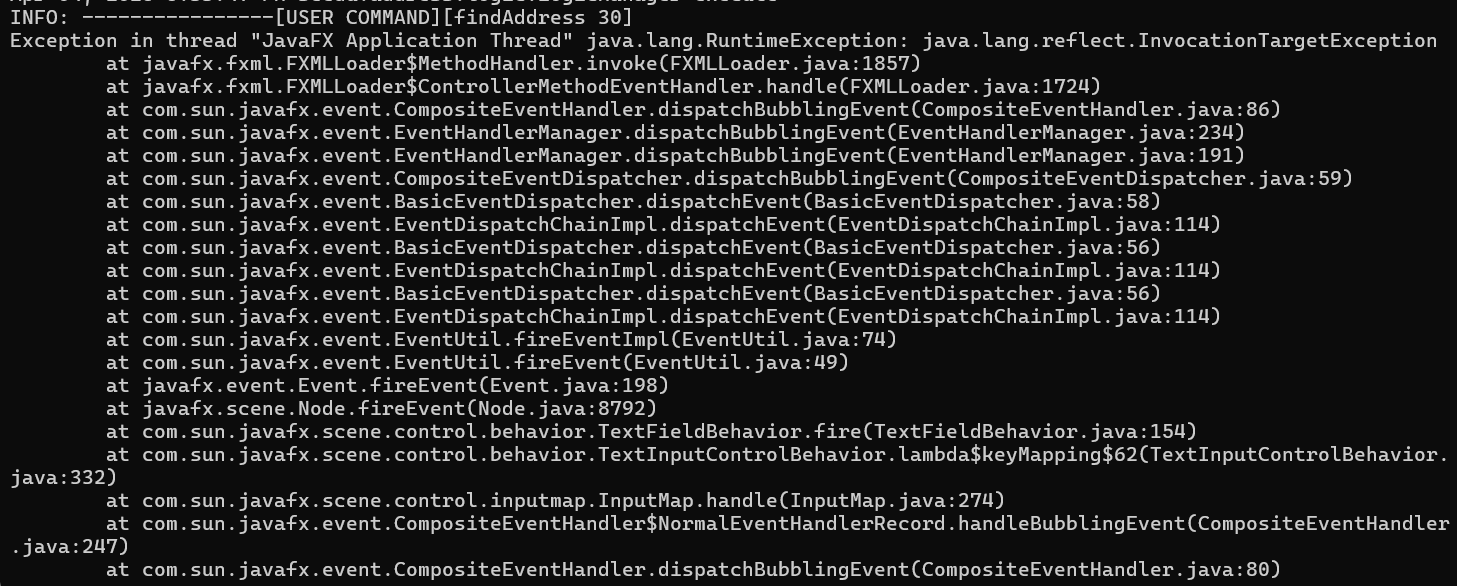 INFO: ----------------[USER COMMAND][findAddress 30]
Exception in thread "JavaFX Application Thread" java.lang.RuntimeException: java.lang.reflect.InvocationTargetException
        at javafx.fxml.FXMLLoader$MethodHandler.invoke(FXMLLoader.java:1857)
        at javafx.fxml.FXMLLoader$ControllerMethodEventHandler.handle(FXMLLoader.java:1724)
        at com.sun.javafx.event.CompositeEventHandler.dispatchBubblingEvent(CompositeEventHandler.java:86)
        at com.sun.javafx.event.EventHandlerManager.dispatchBubblingEvent(EventHandlerManager.java:234)
        at com.sun.javafx.event.EventHandlerManager.dispatchBubblingEvent(EventHandlerManager.java:191)
        at com.sun.javafx.event.CompositeEventDispatcher.dispatchBubblingEvent(CompositeEventDispatcher.java:59)
        at com.sun.javafx.event.BasicEventDispatcher.dispatchEvent(BasicEventDispatcher.java:58)
        at com.sun.javafx.event.EventDispatchChainImpl.dispatchEvent(EventDispatchChainImpl.java:114)
        at com.sun.javafx.event.BasicEventDispatcher.dispatchEvent(BasicEventDispatcher.java:56)
        at com.sun.javafx.event.EventDispatchChainImpl.dispatchEvent(EventDispatchChainImpl.java:114)
        at com.sun.javafx.event.BasicEventDispatcher.dispatchEvent(BasicEventDispatcher.java:56)
        at com.sun.javafx.event.EventDispatchChainImpl.dispatchEvent(EventDispatchChainImpl.java:114)
        at com.sun.javafx.event.EventUtil.fireEventImpl(EventUtil.java:74)
        at com.sun.javafx.event.EventUtil.fireEvent(EventUtil.java:49)
        at javafx.event.Event.fireEvent(Event.java:198)
        at javafx.scene.Node.fireEvent(Node.java:8792)
        at com.sun.javafx.scene.control.behavior.TextFieldBehavior.fire(TextFieldBehavior.java:154)
        at com.sun.javafx.scene.control.behavior.TextInputControlBehavior.lambda$keyMapping$62(TextInputControlBehavior.
java:332)
        at com.sun.javafx.scene.control.inputmap.InputMap.handle(InputMap.java:274)
        at com.sun.javafx.event.CompositeEventHandler$NormalEventHandlerRecord.handleBubblingEvent(CompositeEventHandler
.java:247)
        at com.sun.javafx.event.CompositeEventHandler.dispatchBubblingEvent(CompositeEventHandler.java:80)